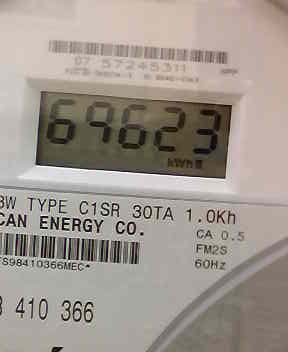 07 57245311
69623
kWh
3W TYPE C1SR 30TA 1.0Kh
CAN ENERGY CO.
CA 0.5
FM2S
TS98410366MEC*
60Hz
3 410 366